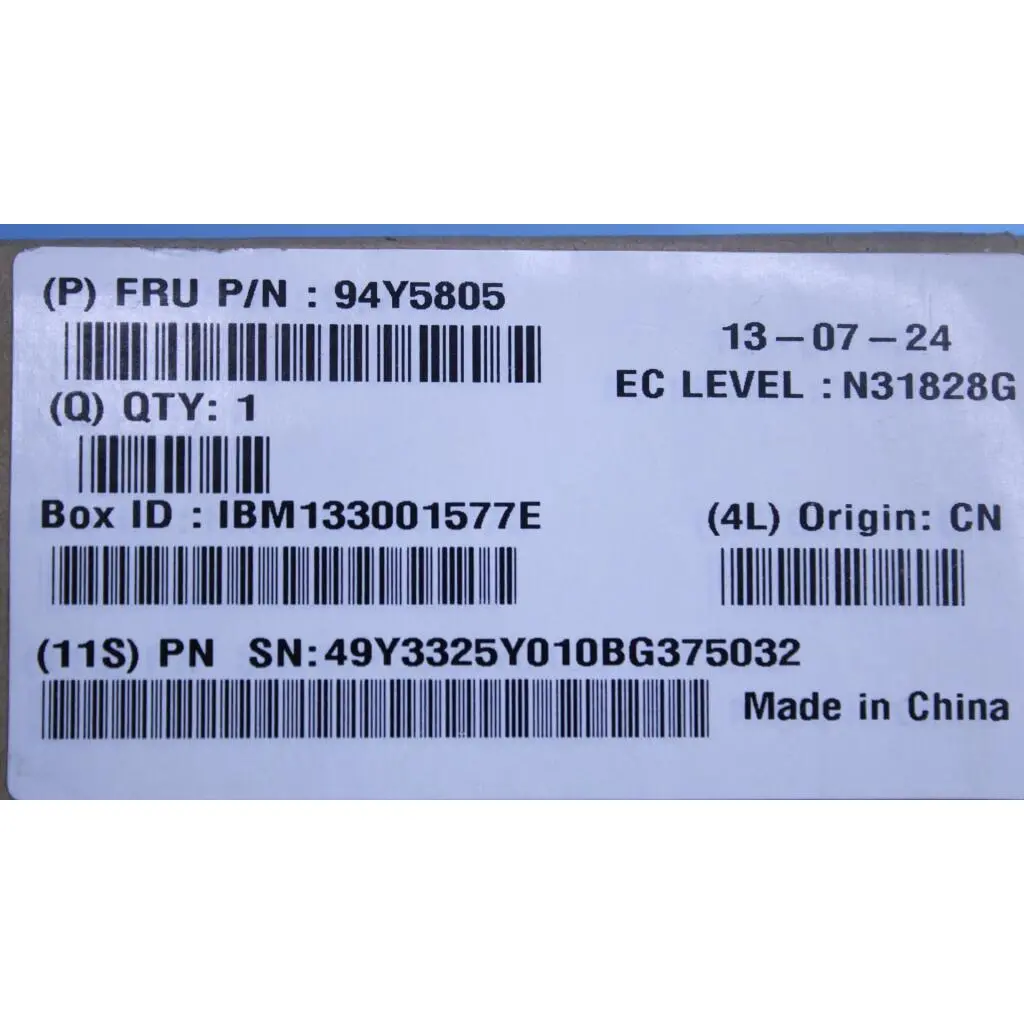 (P) FRU P/N : 94Y5805
13-07-24
EC LEVEL : N31828G
(Q) QTY: 1
Box ID : IBM133001577E
(4L) Origin: CN
(11S) PN SN:49Y3325Y010BG375032
Made in China